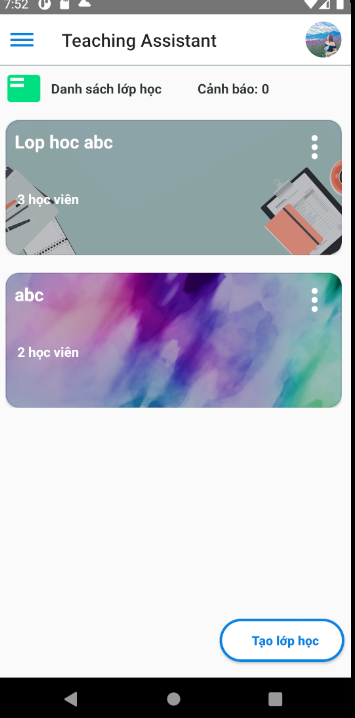 7:52
Teaching Assistant
Danh sách lớp học Cảnh báo: 0
Lop hoc abc
3 học viên
abc
2 học viên
Tạo lớp học